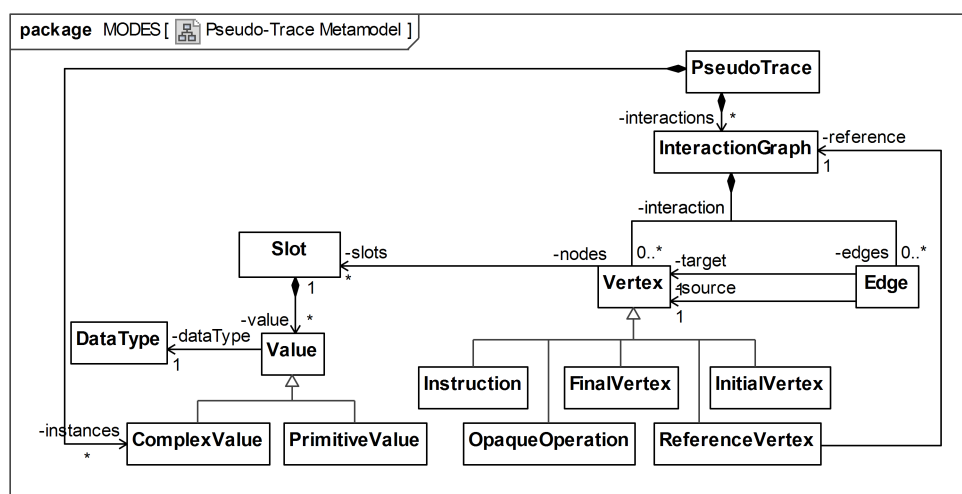 package MODES [ Pseudo-Trace Metamodel ]
PseudoTrace
-interactions *
InteractionGraph
-reference
1
-interaction
Slot
-slots
*
-nodes
0..*
-edges
0..*
-target
1
Vertex
-source
1
Edge
1
-value *
DataType
-dataType
1
Value
Instruction
FinalVertex
InitialVertex
-instances
*
ComplexValue
PrimitiveValue
OpaqueOperation
ReferenceVertex